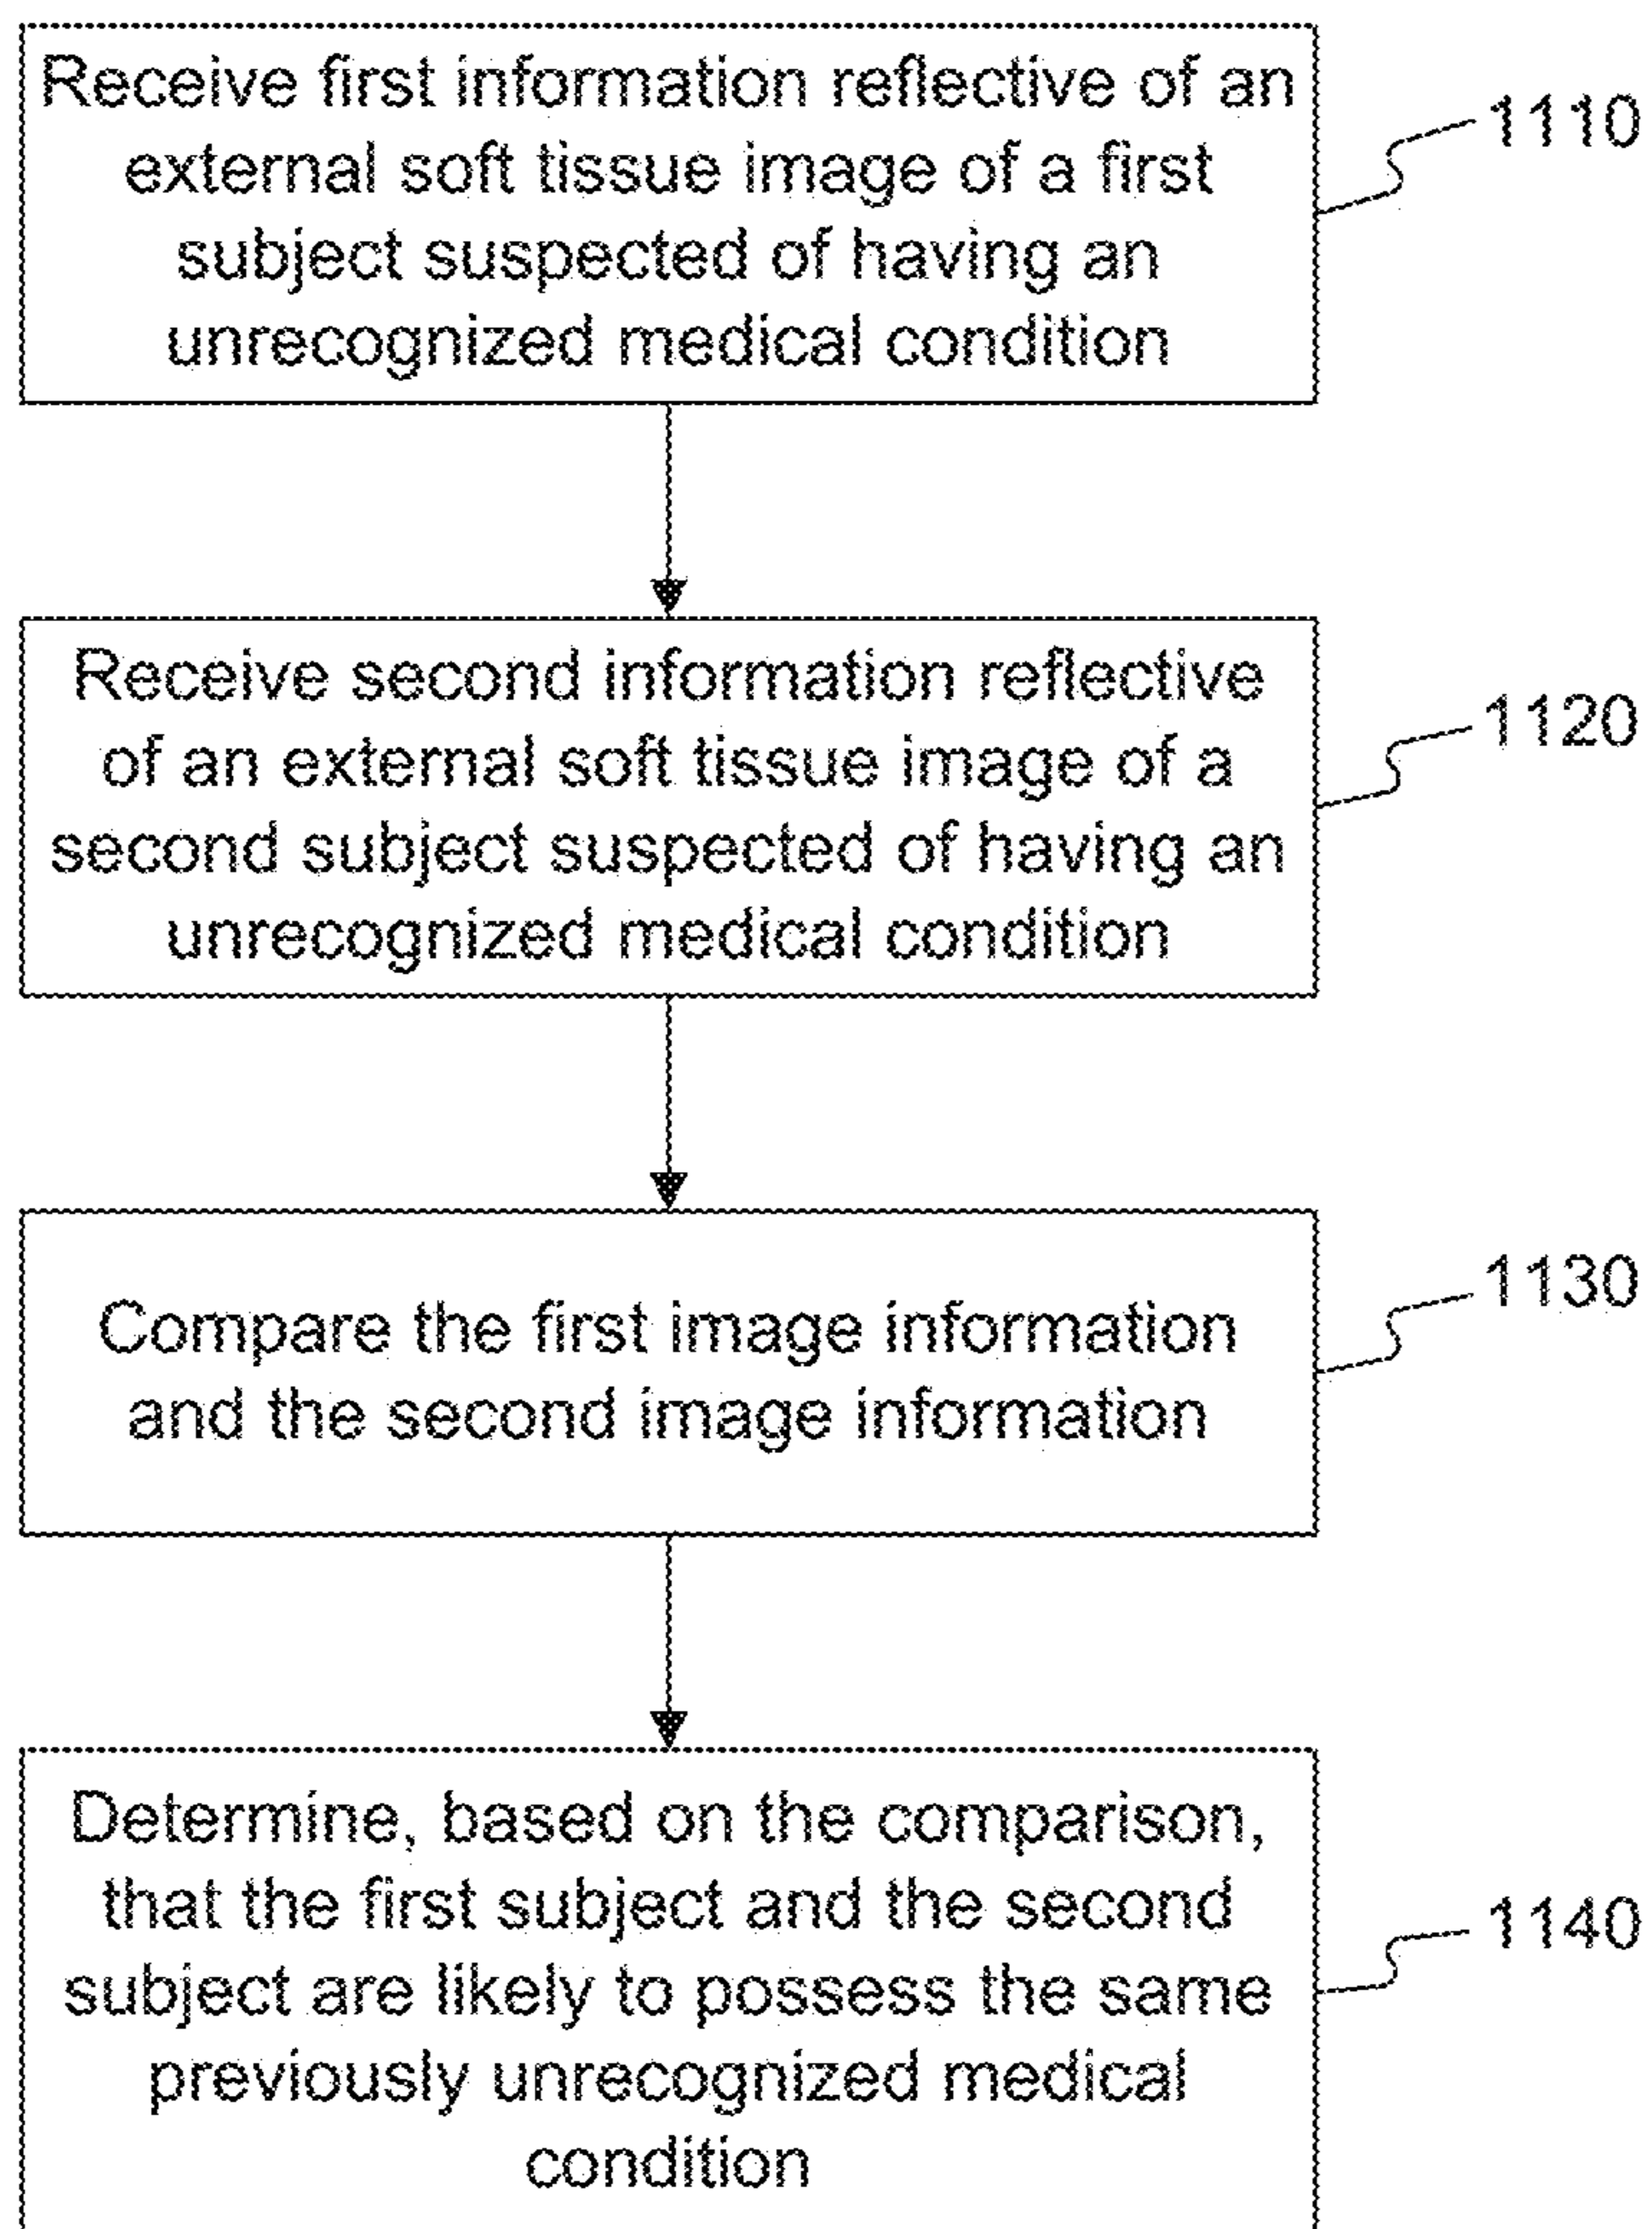 Receive first information reflective of an
external soft tissue image of a first
subject suspected of having an
unrecognized medical condition
1110
Receive second information reflective
of an external soft tissue image of a
second subject suspected of having an
unrecognized medical condition
1120
Compare the first image information
and the second image information
1130
Determine, based on the comparison,
that the first subject and the second
subject are likely to possess the same
previously unrecognized medical
condition
1140